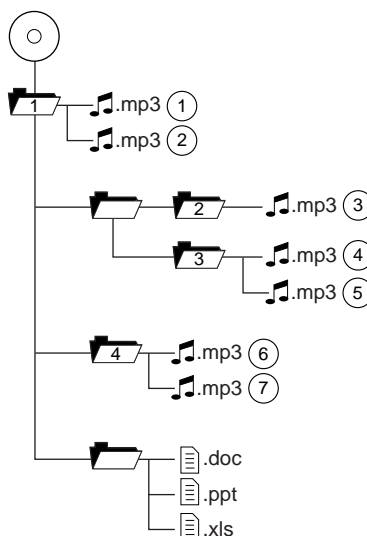 1 .mp3 1
.mp3 2
2 .mp3 3
3 .mp3 4
.mp3 5
4 .mp3 6
.mp3 7
.doc
.ppt
.xls